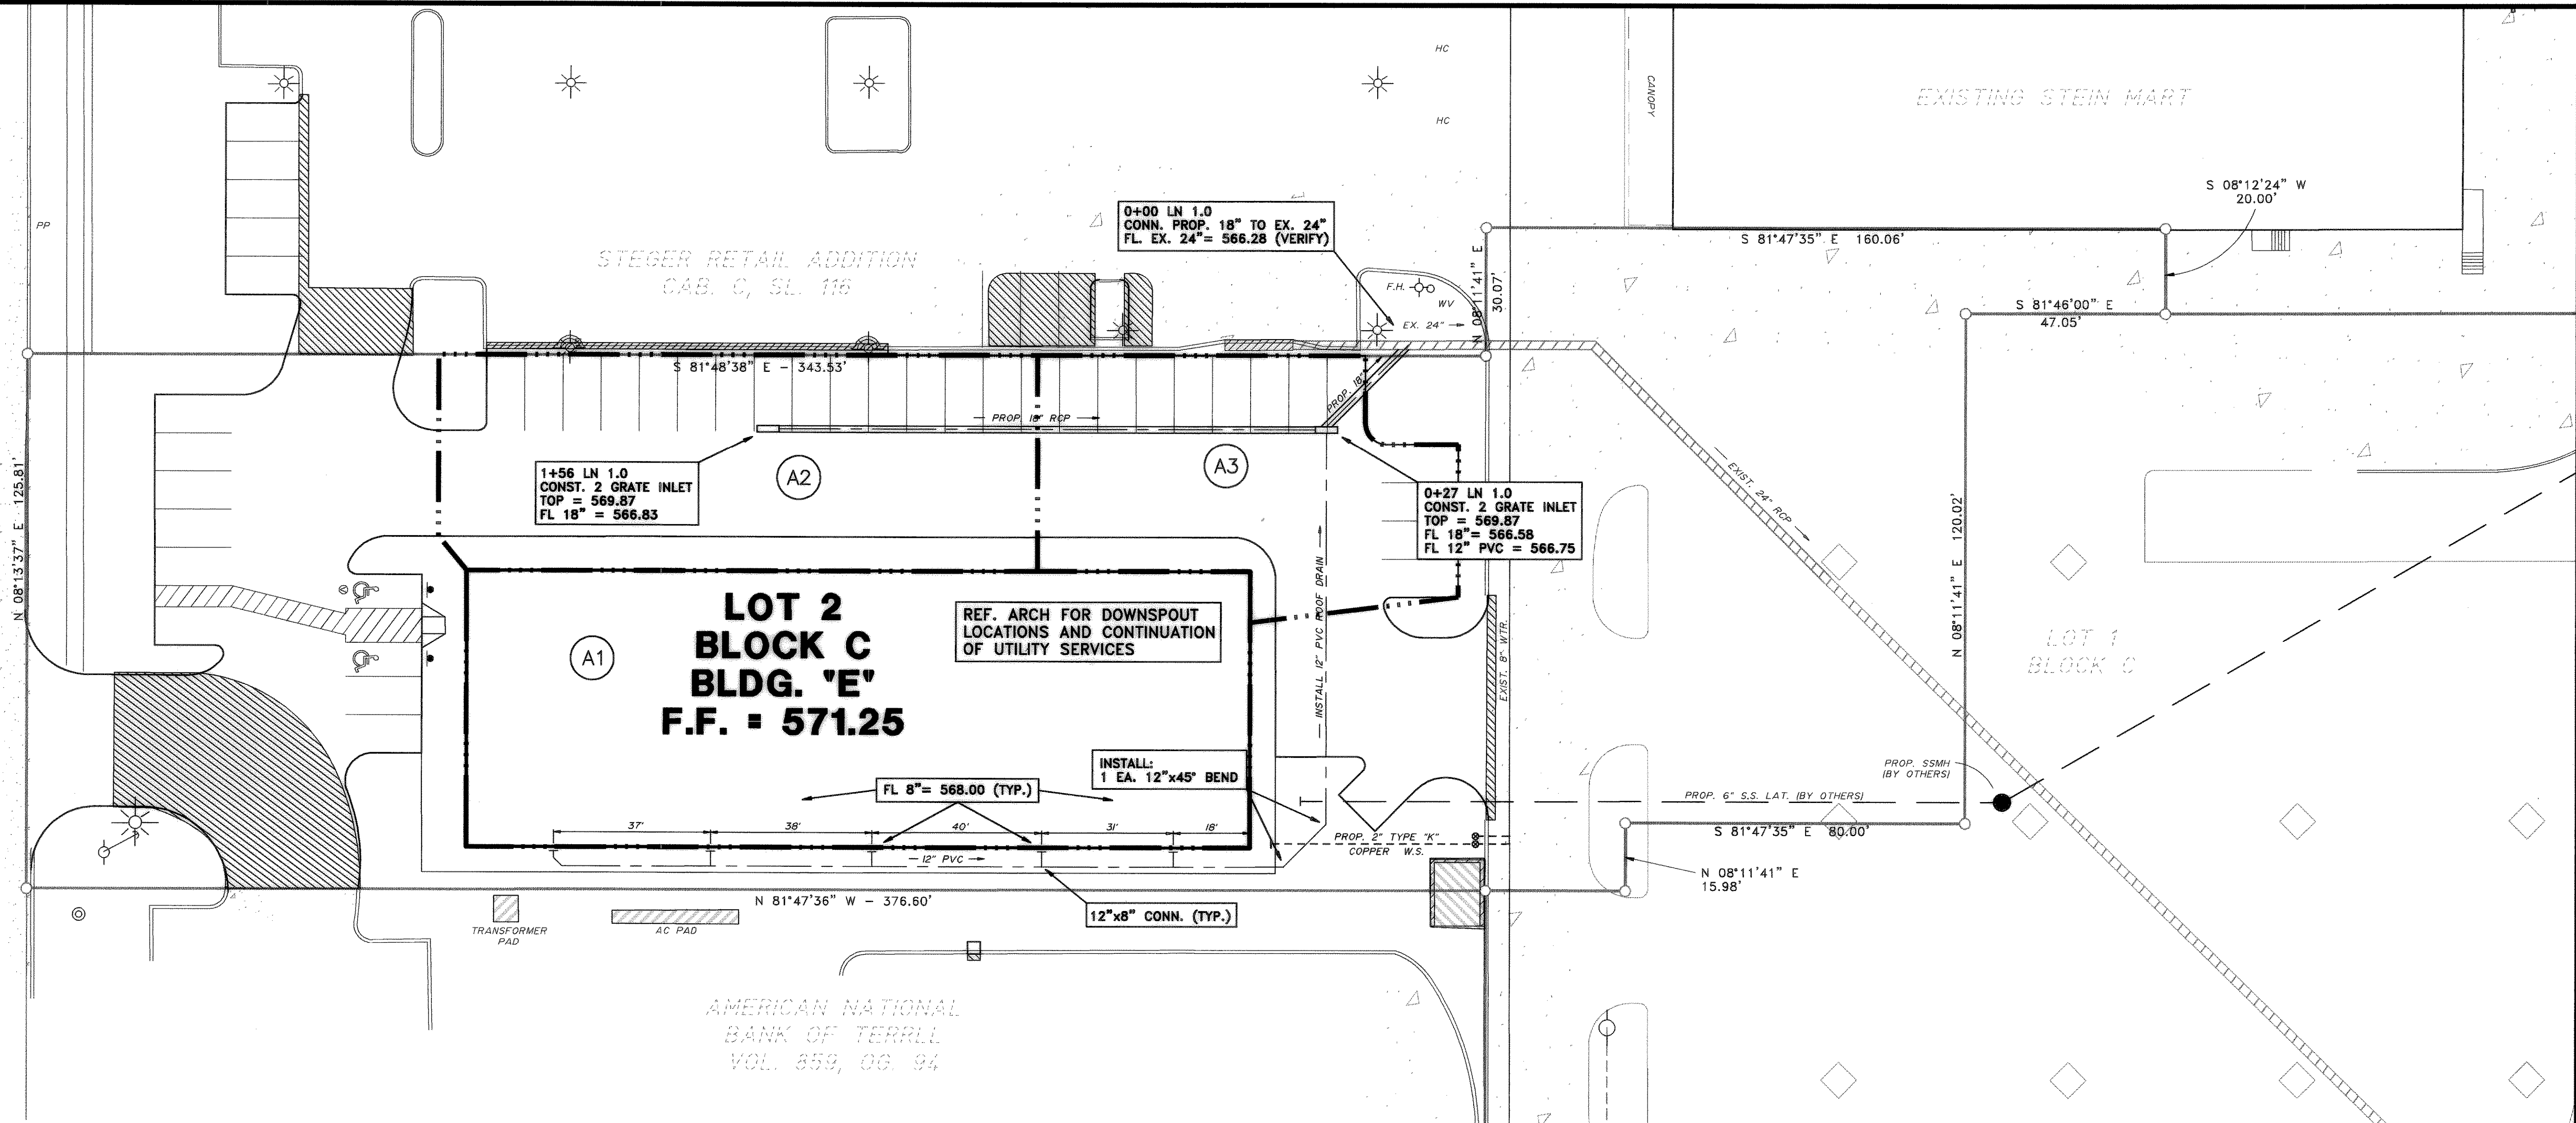 HC
HC
CANOPY
EXISTING STEIN MART
PP
STEGER RETAIL ADDITION
CAB. C, SL. 116
0+00 LN 1.0
CONN. PROP. 18" TO EX. 24"
FL. EX. 24"= 566.28 (VERIFY)
F.H.
WV
EX. 24"
N 08°11'41" E
30.07'
S 81°47'35" E 160.06'
S 08°12'24" W
20.00'
S 81°46'00" E
47.05'
S 81°48'38" E - 343.53'
PROP. 18" RCP
PROP. 18"
1+56 LN 1.0
CONST. 2 GRATE INLET
TOP = 569.87
FL 18" = 566.83
A2
A3
0+27 LN 1.0
CONST. 2 GRATE INLET
TOP = 569.87
FL 18"= 566.58
FL 12" PVC = 566.75
EXIST. 24" RCP
N 08°13'37" E 125.81'
N 08°11'41" E 120.02'
LOT 2
BLOCK C
BLDG. "E"
F.F. = 571.25
A1
REF. ARCH FOR DOWNSPOUT
LOCATIONS AND CONTINUATION
OF UTILITY SERVICES
INSTALL 12" PVC ROOF DRAIN
EXIST. 8" WTR.
LOT 1
BLOCK C
INSTALL:
1 EA. 12"x45° BEND
FL 8"= 568.00 (TYP.)
37'
38'
40'
31'
18'
12" PVC
PROP. SSMH
(BY OTHERS)
PROP. 6" S.S. LAT. (BY OTHERS)
S 81°47'35" E 80.00'
PROP. 2" TYPE "K"
COPPER W.S.
N 08°11'41" E
15.98'
N 81°47'36" W - 376.60'
12"x8" CONN. (TYP.)
TRANSFORMER
PAD
AC PAD
AMERICAN NATIONAL
BANK OF TERRLL
VOL. 859, OG. 94